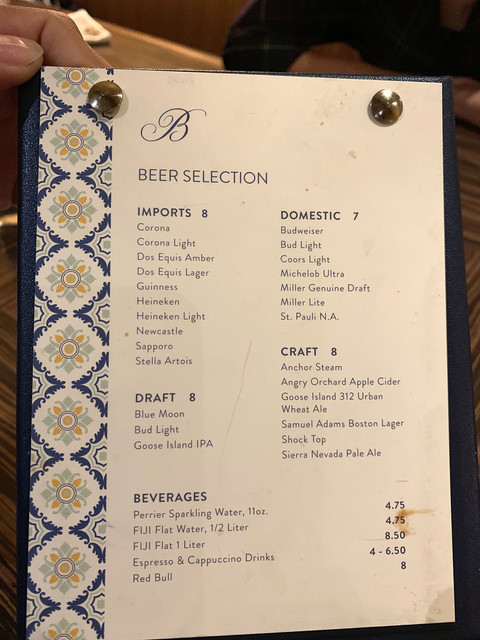 B
BEER SELECTION
IMPORTS 8
Corona
Corona Light
Dos Equis Amber
Dos Equis Lager
Guinness
Heineken
Heineken Light
Newcastle
Sapporo
Stella Artois
DRAFT 8
Blue Moon
Bud Light
Goose Island IPA
DOMESTIC 7
Budweiser
Bud Light
Coors Light
Michelob Ultra
Miller Genuine Draft
Miller Lite
St. Pauli N.A.
CRAFT 8
Anchor Steam
Angry Orchard Apple Cider
Goose Island 312 Urban
Wheat Ale
Samuel Adams Boston Lager
Shock Top
Sierra Nevada Pale Ale
BEVERAGES
Perrier Sparkling Water, 11oz. 4.75
FIJI Flat Water, 1/2 Liter 4.75
FIJI Flat 1 Liter 8.50
Espresso & Cappuccino Drinks 4 - 6.50
Red Bull 8